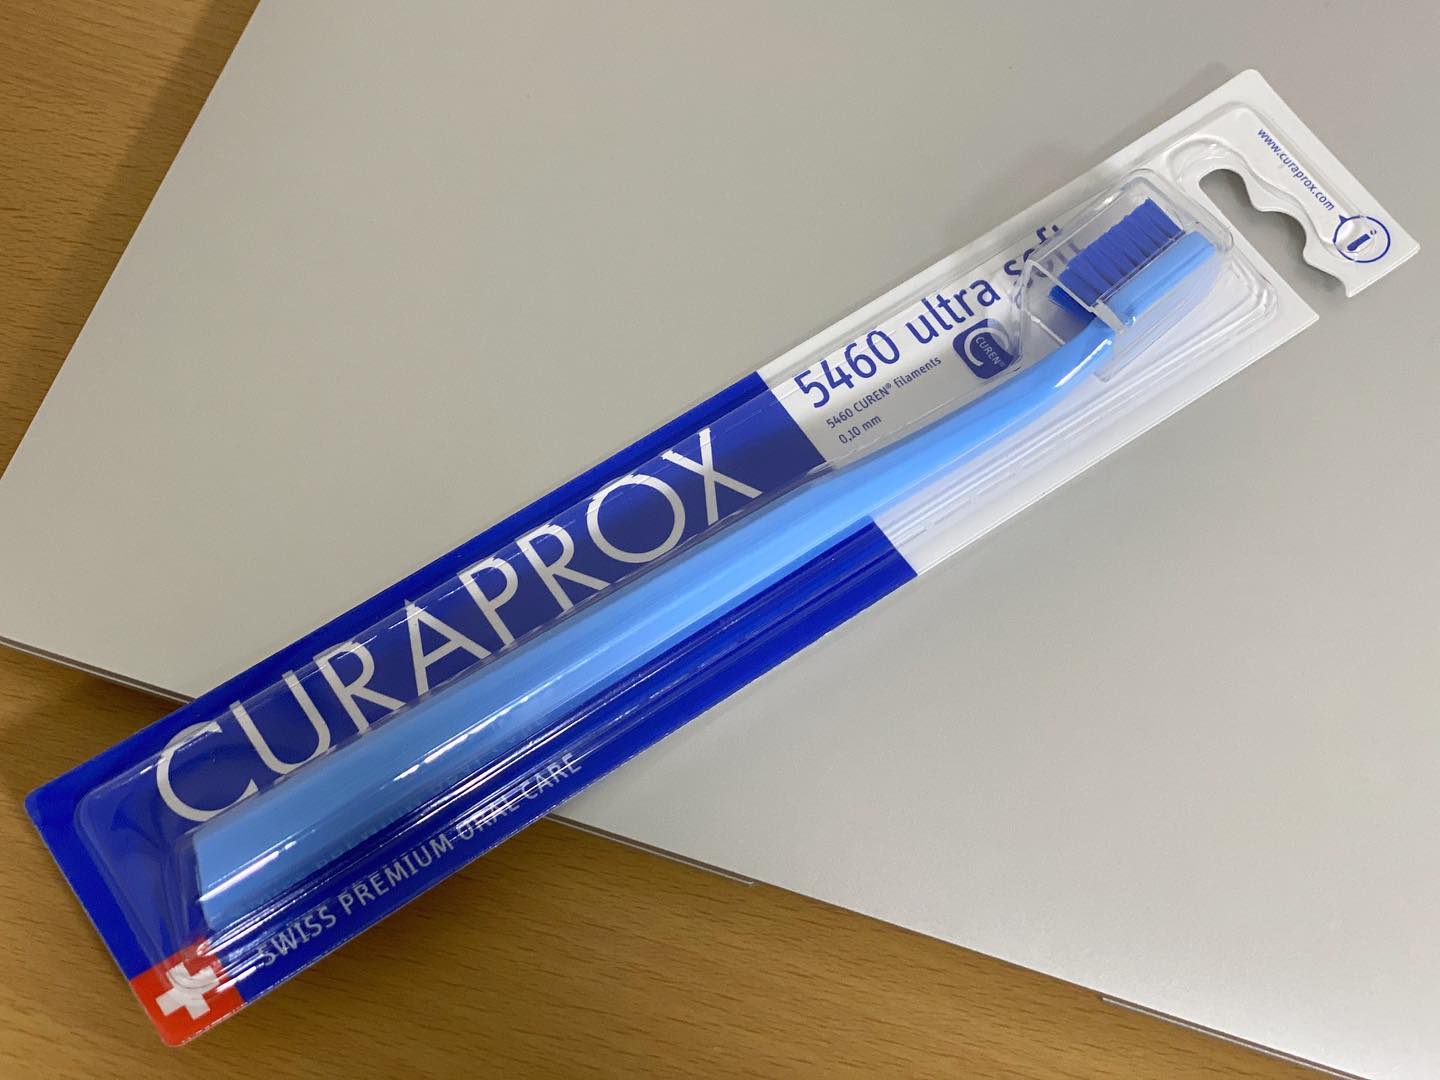 www.curaprox.com
i
5460 ultra soft
5460 CUREN® filaments
0,10 mm
CUREN®
CURAPROX
SWISS PREMIUM ORAL CARE